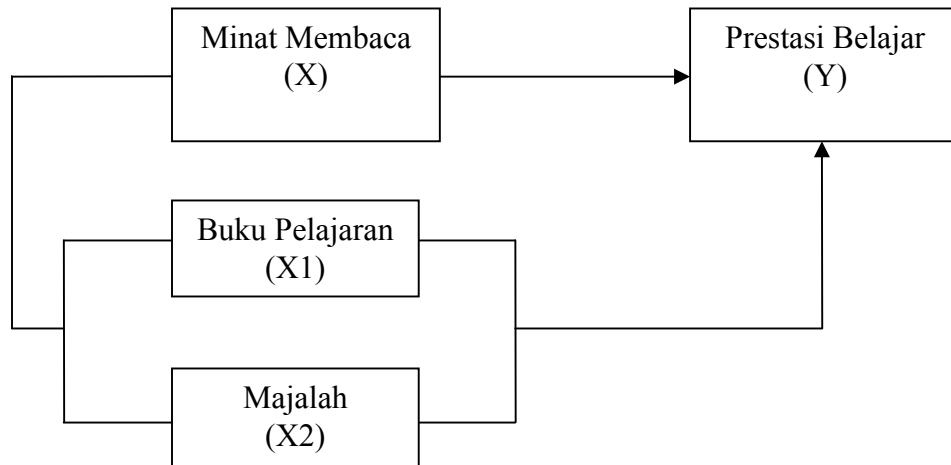 Minat Membaca
(X)
Prestasi Belajar
(Y)
Buku Pelajaran
(X1)
Majalah
(X2)